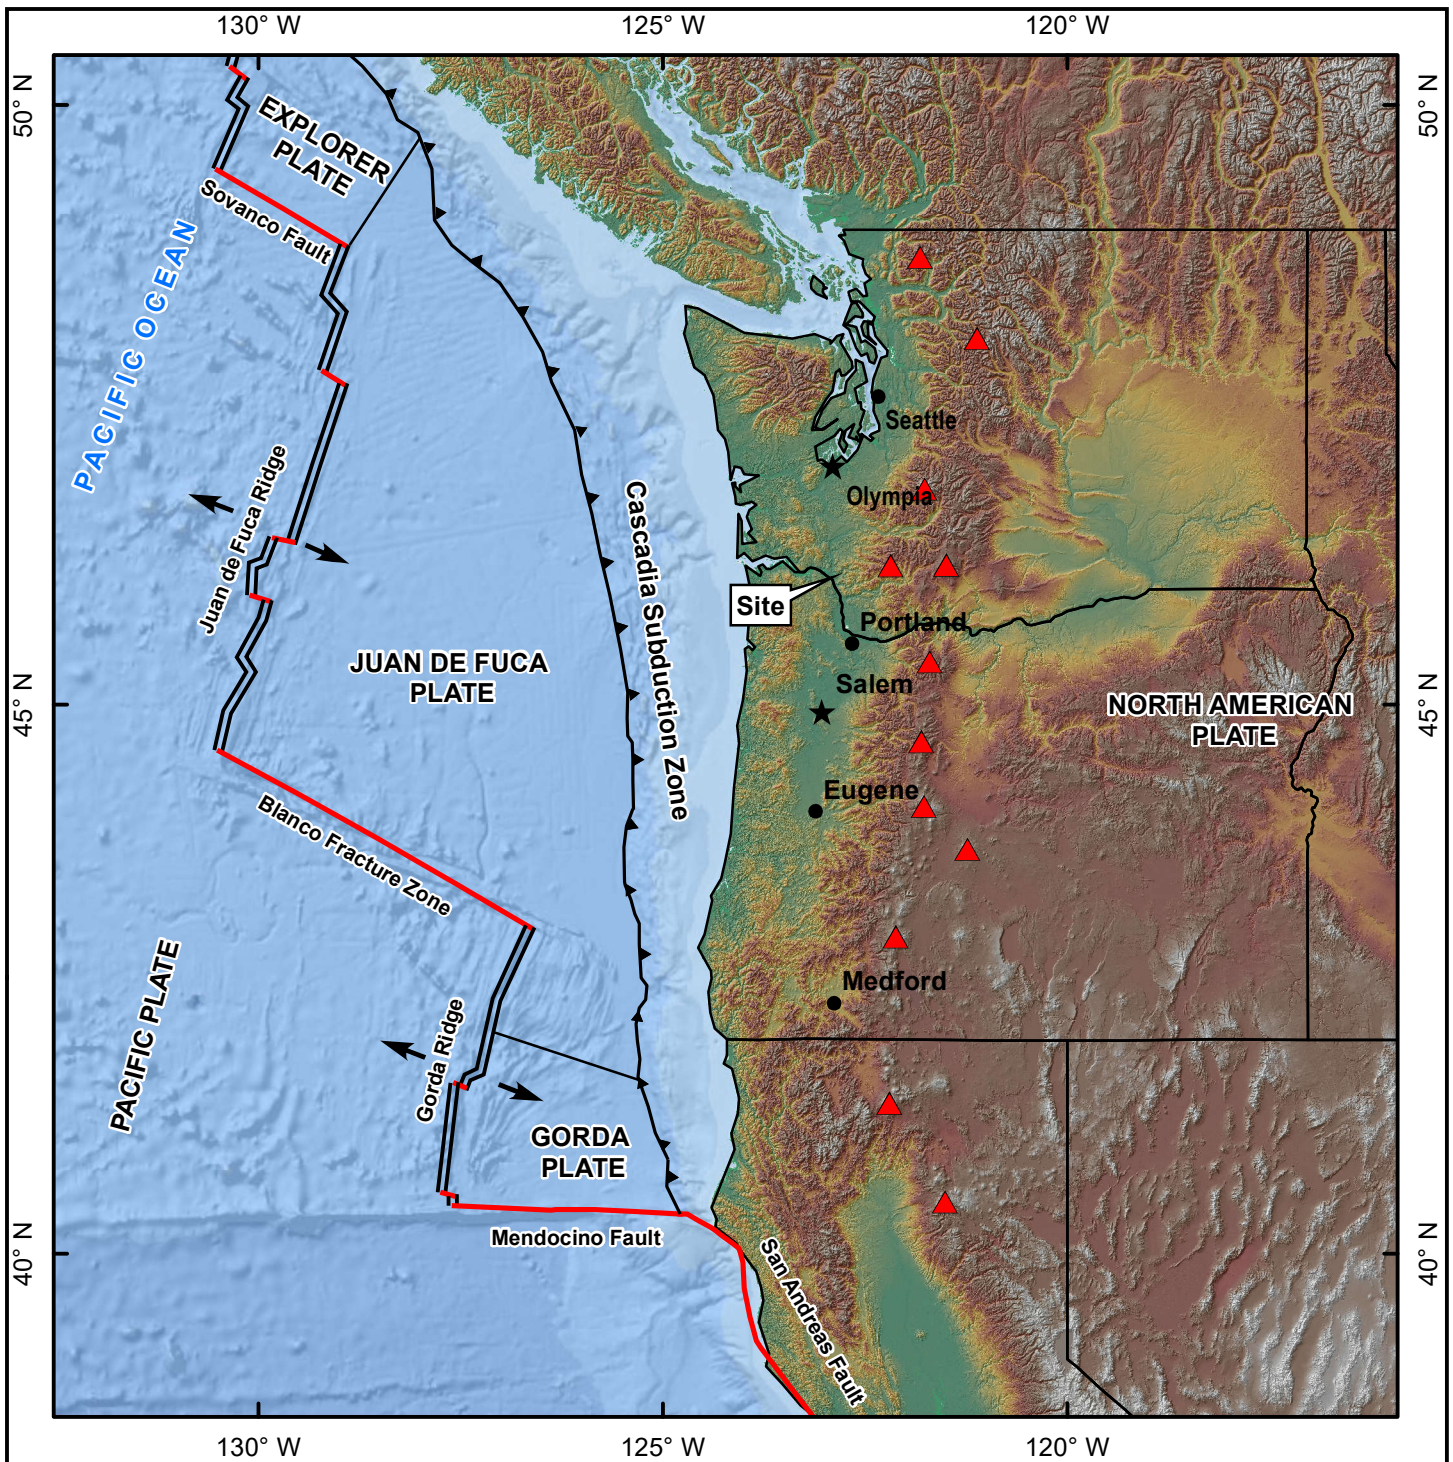 130° W
125° W
120° W
50° N
50° N
EXPLORER
PLATE
Sovanco Fault
PACIFIC OCEAN
Seattle
Olympia
Juan de Fuca Ridge
Cascadia Subduction Zone
Site
Portland
JUAN DE FUCA
PLATE
Salem
45° N
45° N
NORTH AMERICAN
PLATE
Eugene
Blanco Fracture Zone
Medford
PACIFIC PLATE
Gorda Ridge
GORDA
PLATE
Mendocino Fault
San Andreas Fault
40° N
40° N
130° W
125° W
120° W